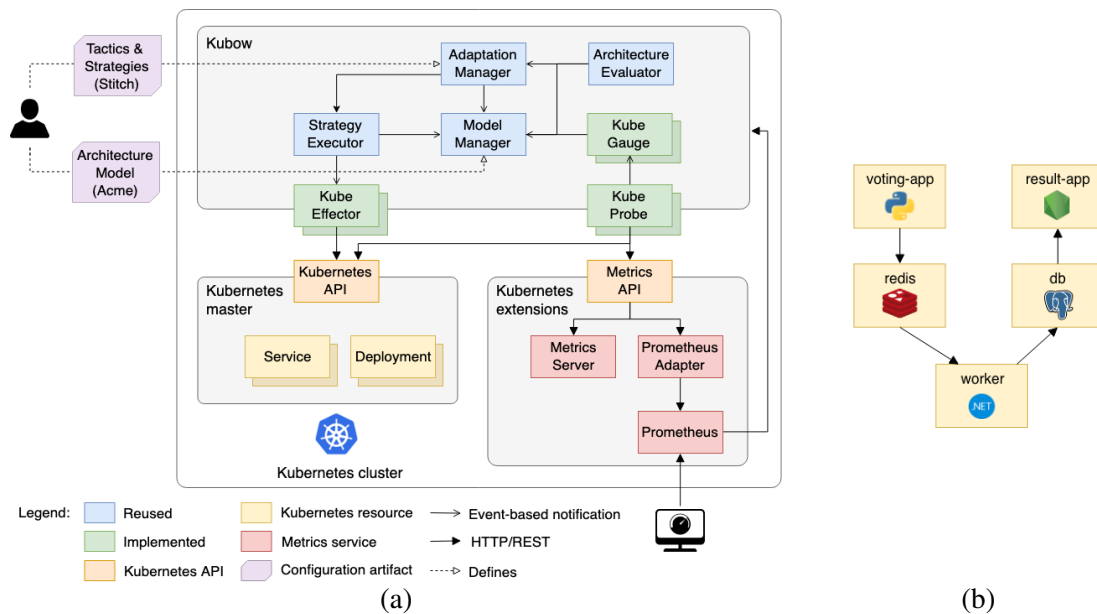 Kubow
Tactics &
Strategies
(Stitch)
Adaptation
Manager
Architecture
Evaluator
Strategy
Executor
Model
Manager
Kube
Gauge
Architecture
Model
(Acme)
Kube
Effector
Kube
Probe
Kubernetes
API
Metrics
API
Kubernetes
master
Kubernetes
extensions
Service
Deployment
Metrics
Server
Prometheus
Adapter
Prometheus
Kubernetes cluster
voting-app
result-app
redis
db
worker
.NET
Legend:
Reused
Kubernetes resource
Event-based notification
Implemented
Metrics service
HTTP/REST
Kubernetes API
Configuration artifact
Defines
(a)
(b)